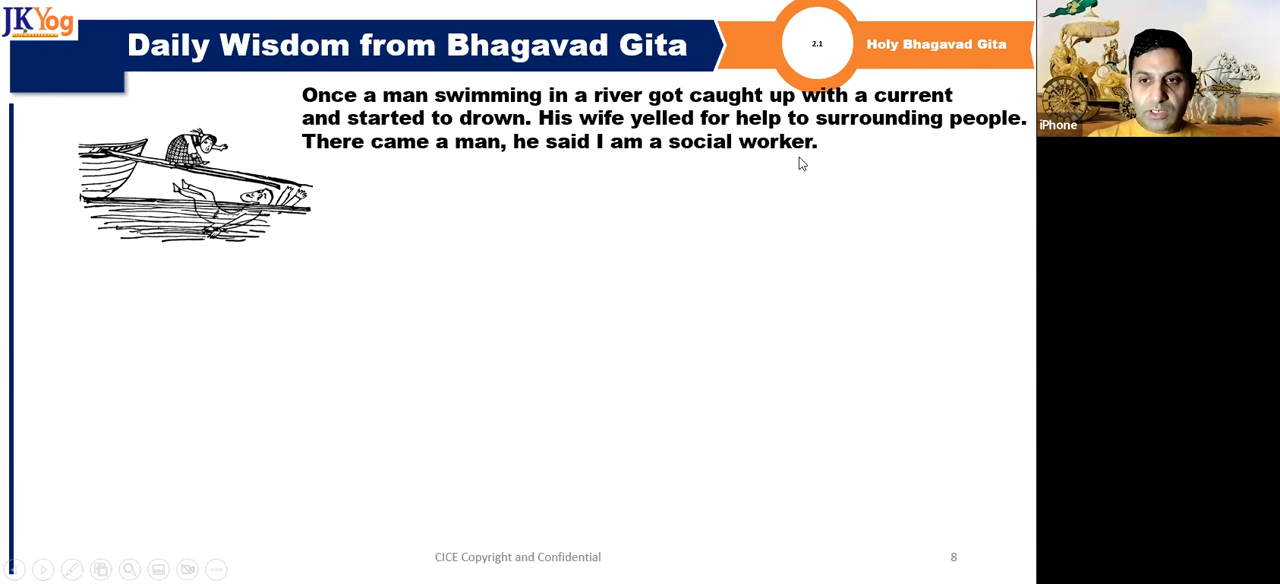 JKYog
Daily Wisdom from Bhagavad Gita
2.1
Holy Bhagavad Gita
Once a man swimming in a river got caught up with a current
and started to drown. His wife yelled for help to surrounding people.
There came a man, he said I am a social worker.
iPhone
CICE Copyright and Confidential
8